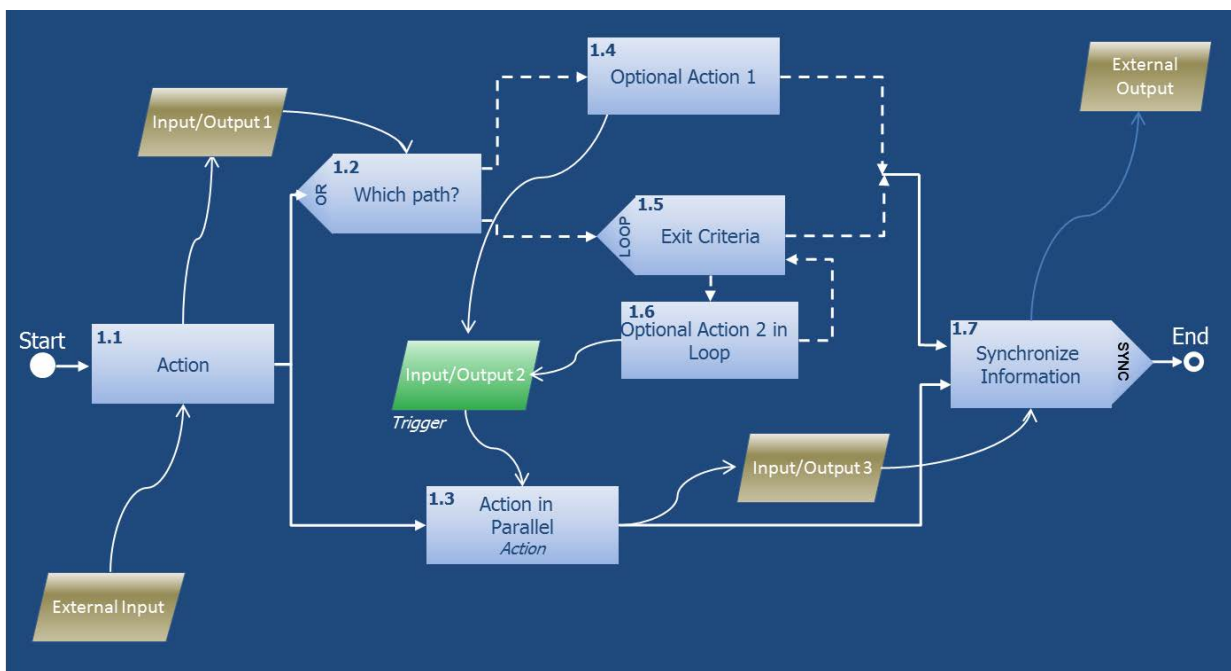 1.4
Optional Action 1
External
Output
Input/Output 1
1.2
OR
Which path?
1.5
LOOP
Exit Criteria
1.6
Optional Action 2 in
Loop
Start
1.1
Action
1.7
Synchronize
Information
SYNC
End
Input/Output 2
Trigger
Input/Output 3
1.3
Action in
Parallel
Action
External Input